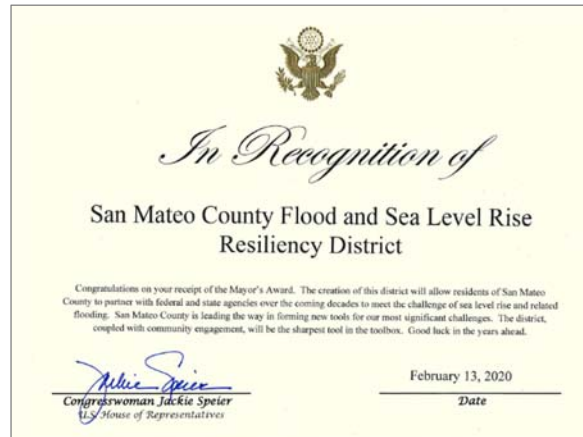 In Recognition of
San Mateo County Flood and Sea Level Rise
Resiliency District
Congratulations on your receipt of the Mayor's Award. The creation of this district will allow residents of San Mateo
County to partner with federal and state agencies over the coming decades to meet the challenge of sea level rise and related
flooding. San Mateo County is leading the way in forming new tools for our most significant challenges. The district,
coupled with community engagement, will be the sharpest tool in the toolbox. Good luck in the years ahead.
Jackie Speier
February 13, 2020
Congresswoman Jackie Speier
Date
U.S. House of Representatives